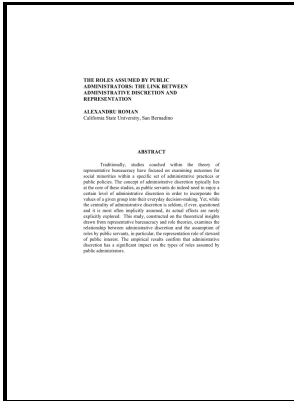 THE ROLES ASSUMED BY PUBLIC
ADMINISTRATORS: THE LINK BETWEEN
ADMINISTRATIVE DISCRETION AND
REPRESENTATION
ALEXANDRU ROMAN
California State University, San Bernadino
ABSTRACT
Traditionally, studies couched within the theory of
representative bureaucracy have focused on examining outcomes for
social minorities within a specific set of administrative practices or
public policies. The concept of administrative discretion typically lies
at the core of these studies, as public servants do indeed need to enjoy a
certain level of administrative discretion in order to incorporate the
values of a given group into their everyday decision-making. Yet, while
the centrality of administrative discretion is seldom, if ever, questioned
and it is most often implicitly assumed, its actual effects are rarely
explicitly explored. This study, constructed on the theoretical insights
drawn from representative bureaucracy and role theories, examines the
relationship between administrative discretion and the assumption of
roles by public servants, in particular, the representation role of steward
of public interest. The empirical results confirm that administrative
discretion has a significant impact on the types of roles assumed by
public administrators.